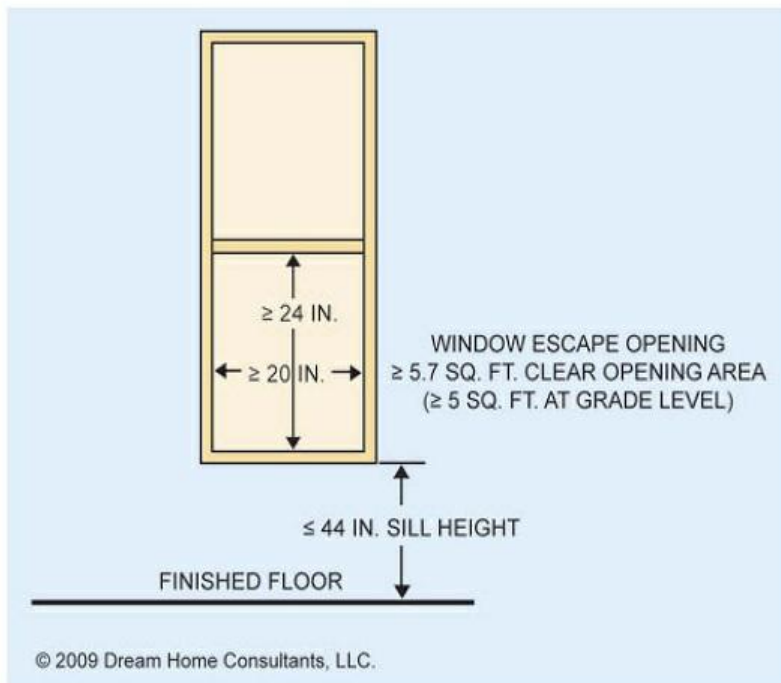 ≥ 24 IN.
≥ 20 IN.
WINDOW ESCAPE OPENING
≥ 5.7 SQ. FT. CLEAR OPENING AREA
(≥ 5 SQ. FT. AT GRADE LEVEL)
≤ 44 IN. SILL HEIGHT
FINISHED FLOOR
© 2009 Dream Home Consultants, LLC.